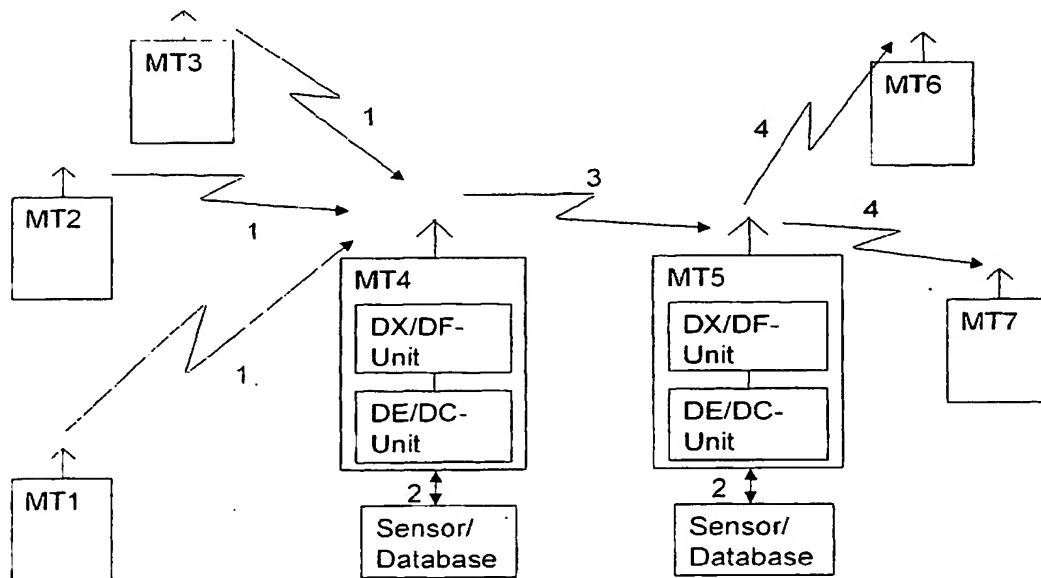 MT3
MT6
1
4
MT2
3
4
1
MT4
MT5
MT7
DX/DF-
Unit
DX/DF-
Unit
1
DE/DC-
Unit
DE/DC-
Unit
MT1
2
2
Sensor/
Database
Sensor/
Database